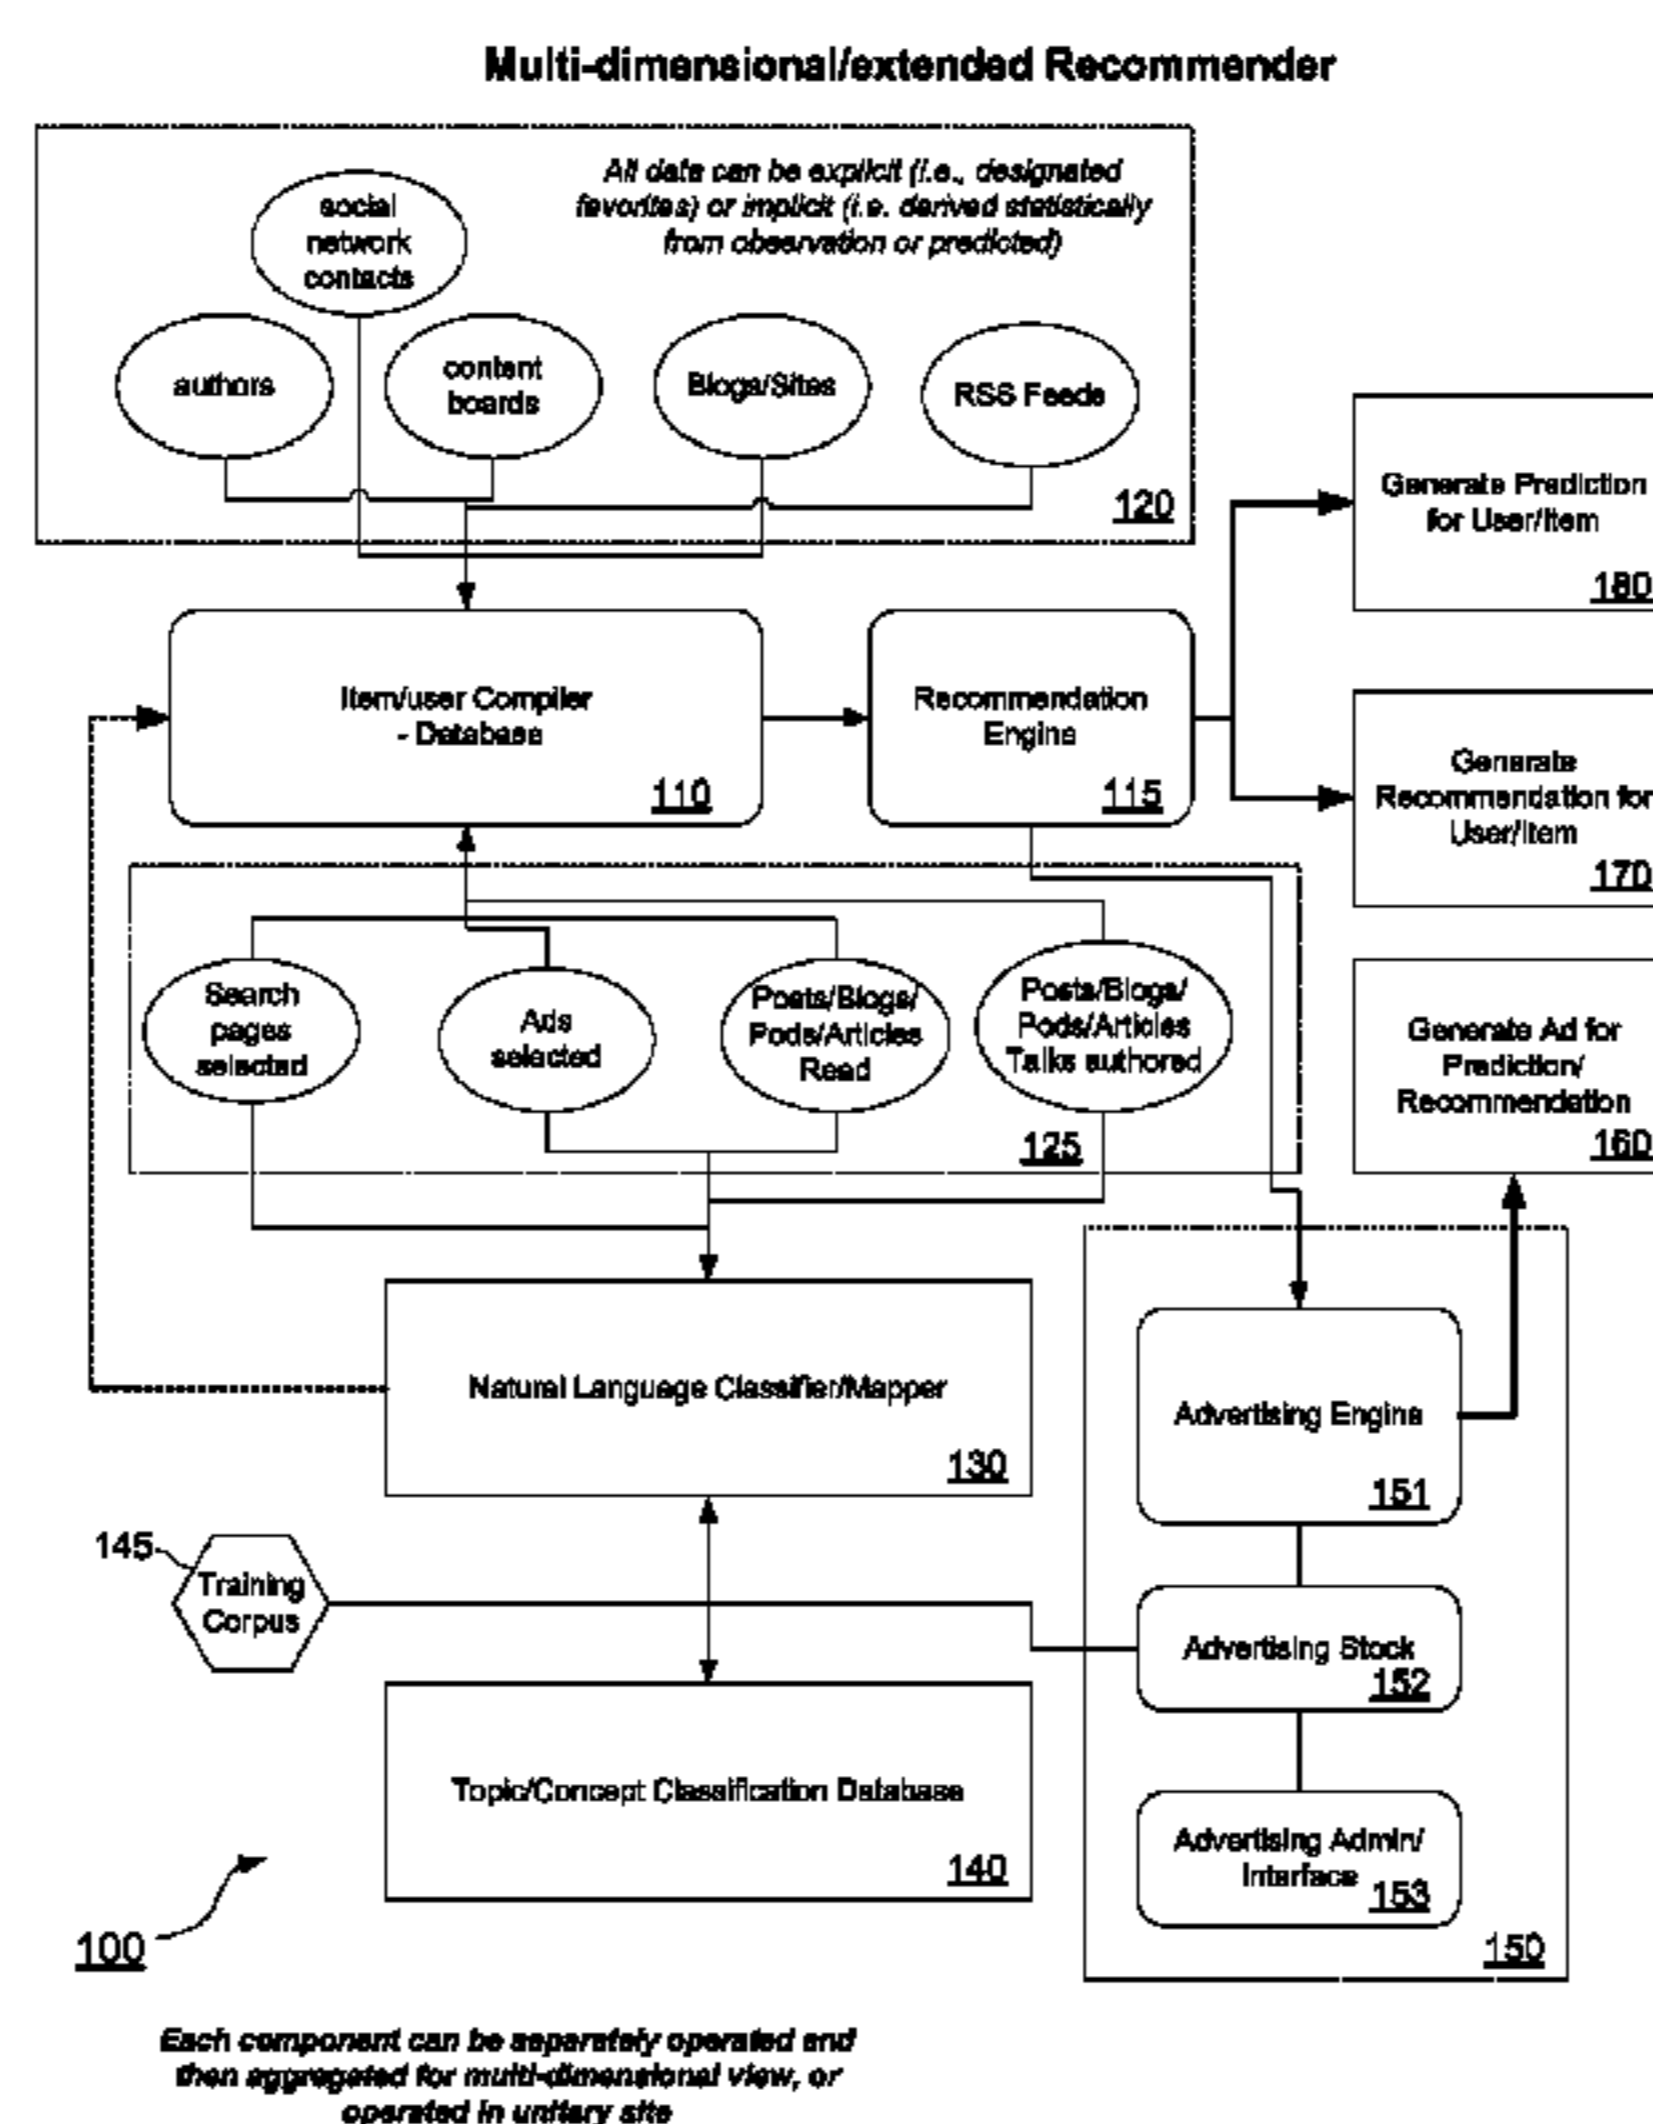 Multi-dimensional/extended Recommender
All data can be explicit (i.e., designated
favorites) or implicit (i.e. derived statistically
from observation or predicted)
social
network
contacts
authors
content
boards
Blogs/Sites
RSS Feeds
120
Generate Prediction
for User/Item
180
Item/user Compiler
- Database
110
Recommendation
Engine
115
Generate
Recommendation for
User/Item
170
Search
pages
selected
Ads
selected
Posts/Blogs/
Pods/Articles
Read
Posts/Blogs/
Pods/Articles
Talks authored
125
Generate Ad for
Prediction/
Recommendation
160
Natural Language Classifier/Mapper
130
Advertising Engine
151
145
Training
Corpus
Advertising Stock
152
Topic/Concept Classification Database
140
Advertising Admin/
Interface
153
150
100
Each component can be separately operated and
then aggregated for multi-dimensional view, or
operated in unitary site